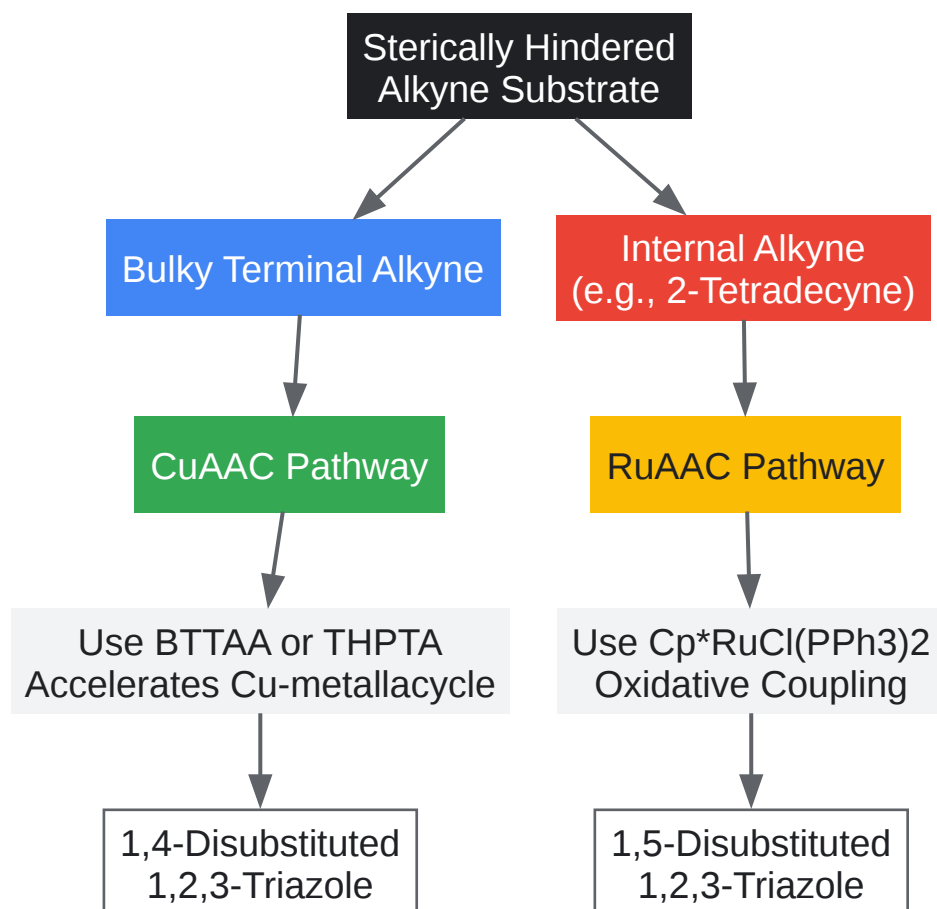 Sterically Hindered
Alkyne Substrate
Bulky Terminal Alkyne
Internal Alkyne
(e.g., 2-Tetradecyne)
CuAAC Pathway
RuAAC Pathway
Use BTTAA or THPTA
Accelerates Cu-metallacycle
Use Cp*RuCl(PPh3)2
Oxidative Coupling
1,4-Disubstituted
1,2,3-Triazole
1,5-Disubstituted
1,2,3-Triazole